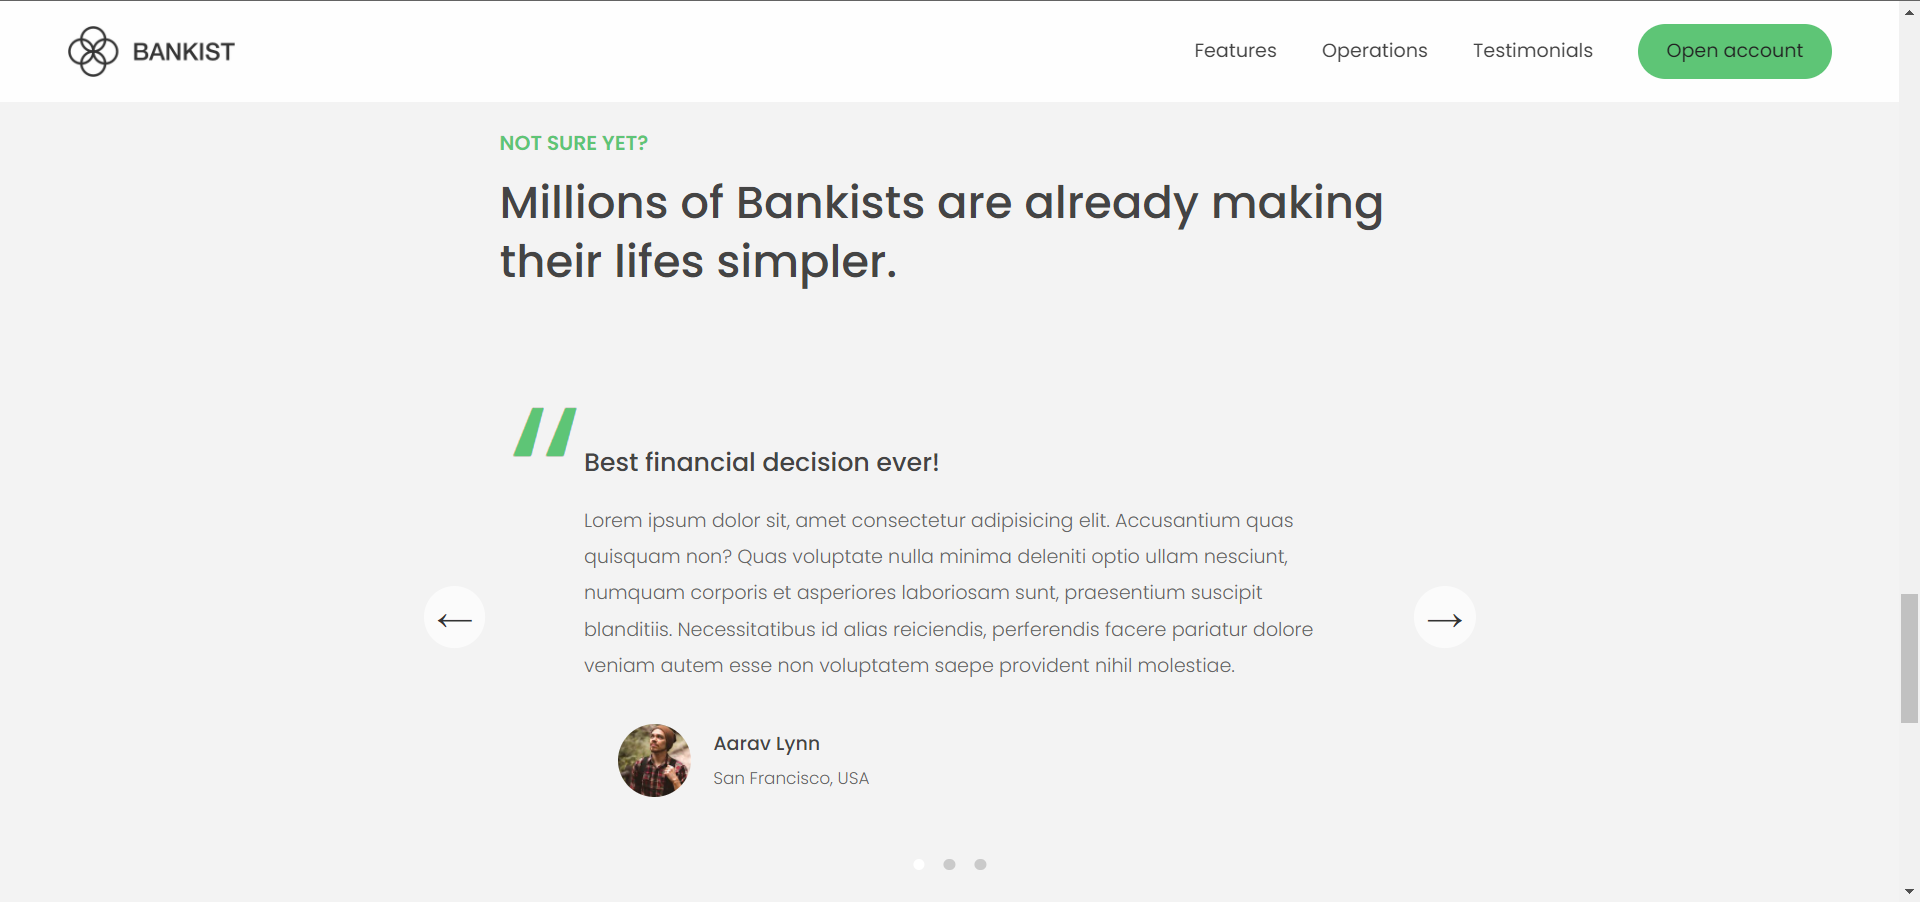 BANKIST
Features
Operations
Testimonials
Open account
NOT SURE YET?
Millions of Bankists are already making
their lifes simpler.
Best financial decision ever!
Lorem ipsum dolor sit, amet consectetur adipisicing elit. Accusantium quas
quisquam non? Quas voluptate nulla minima deleniti optio ullam nesciunt,
numquam corporis et asperiores laboriosam sunt, praesentium suscipit
blanditiis. Necessitatibus id alias reiciendis, perferendis facere pariatur dolore
veniam autem esse non voluptatem saepe provident nihil molestiae.
←
→
Aarav Lynn
San Francisco, USA